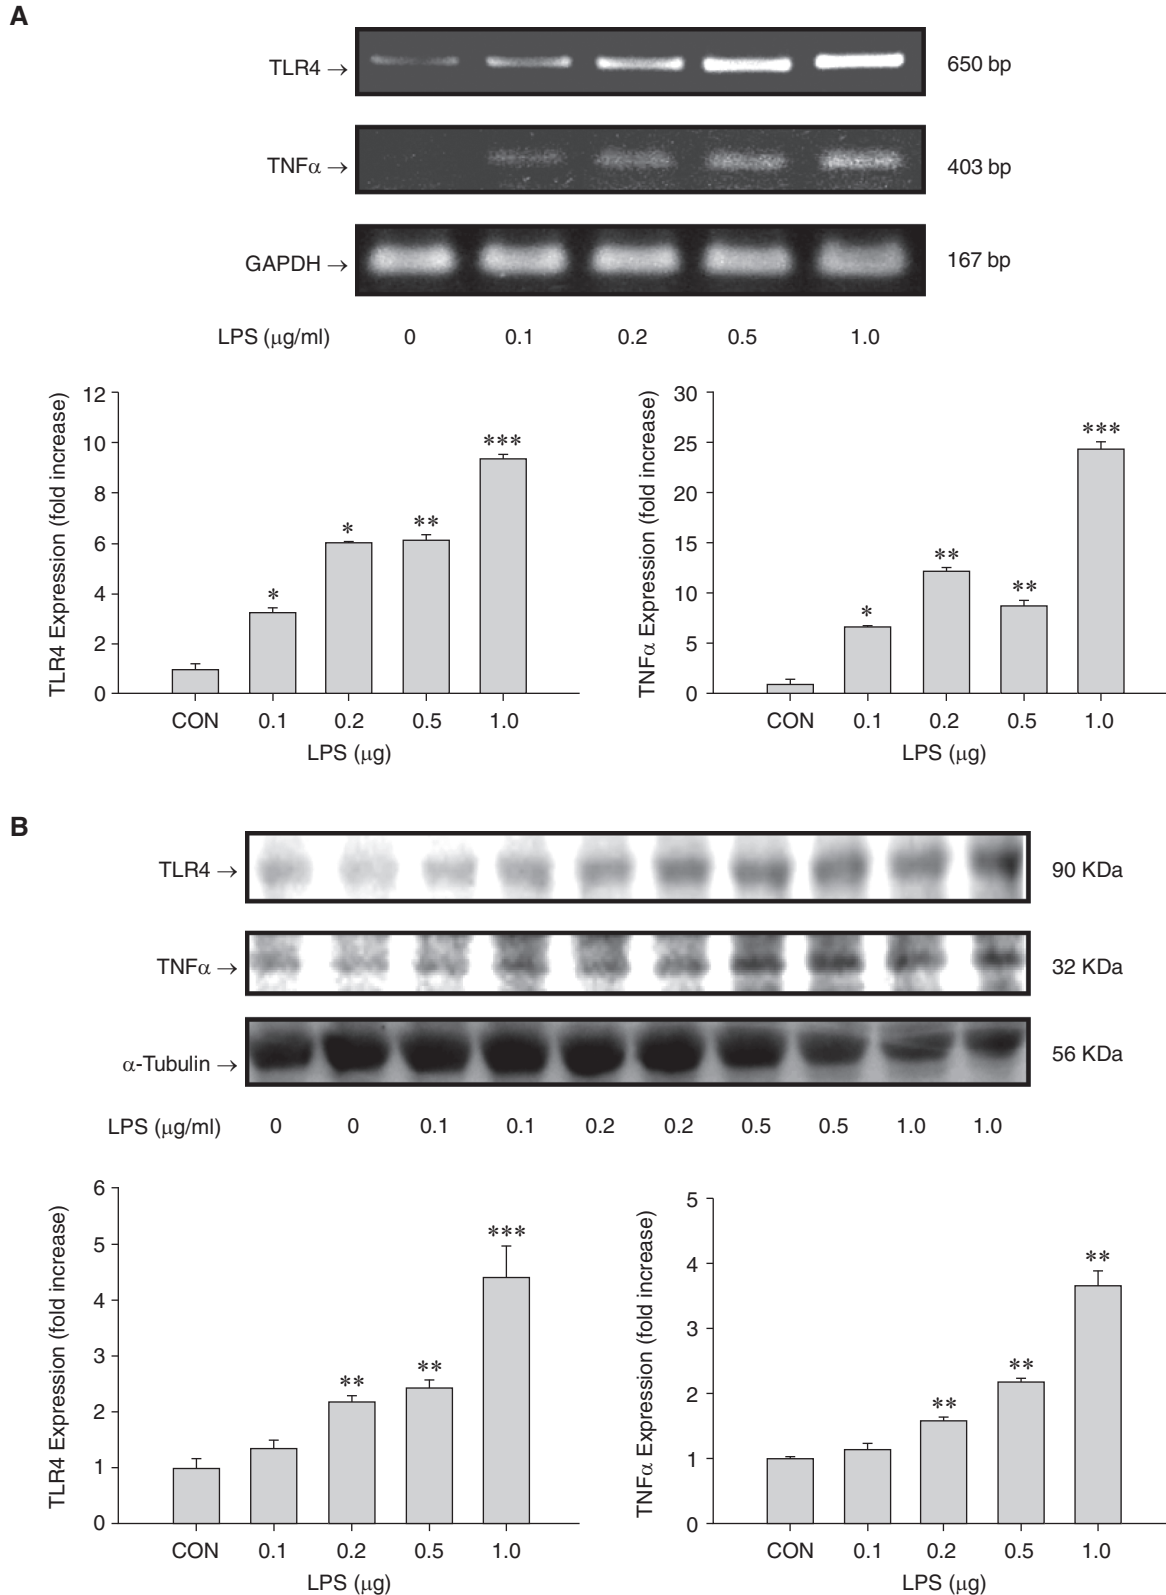 A
TLR4 →
650 bp
TNFα →
403 bp
GAPDH →
167 bp
LPS (μg/ml) 0 0.1 0.2 0.5 1.0
TLR4 Expression (fold increase)
12
10
8
6
4
2
0
*
*
**
***
CON 0.1 0.2 0.5 1.0
LPS (μg)
TNFα Expression (fold increase)
30
25
20
15
10
5
0
*
**
**
***
CON 0.1 0.2 0.5 1.0
LPS (μg)
B
TLR4 →
90 KDa
TNFα →
32 KDa
α-Tubulin →
56 KDa
LPS (μg/ml) 0 0 0.1 0.1 0.2 0.2 0.5 0.5 1.0 1.0
TLR4 Expression (fold increase)
6
5
4
3
2
1
0
**
**
***
CON 0.1 0.2 0.5 1.0
LPS (μg)
TNFα Expression (fold increase)
5
4
3
2
1
0
**
**
**
CON 0.1 0.2 0.5 1.0
LPS (μg)